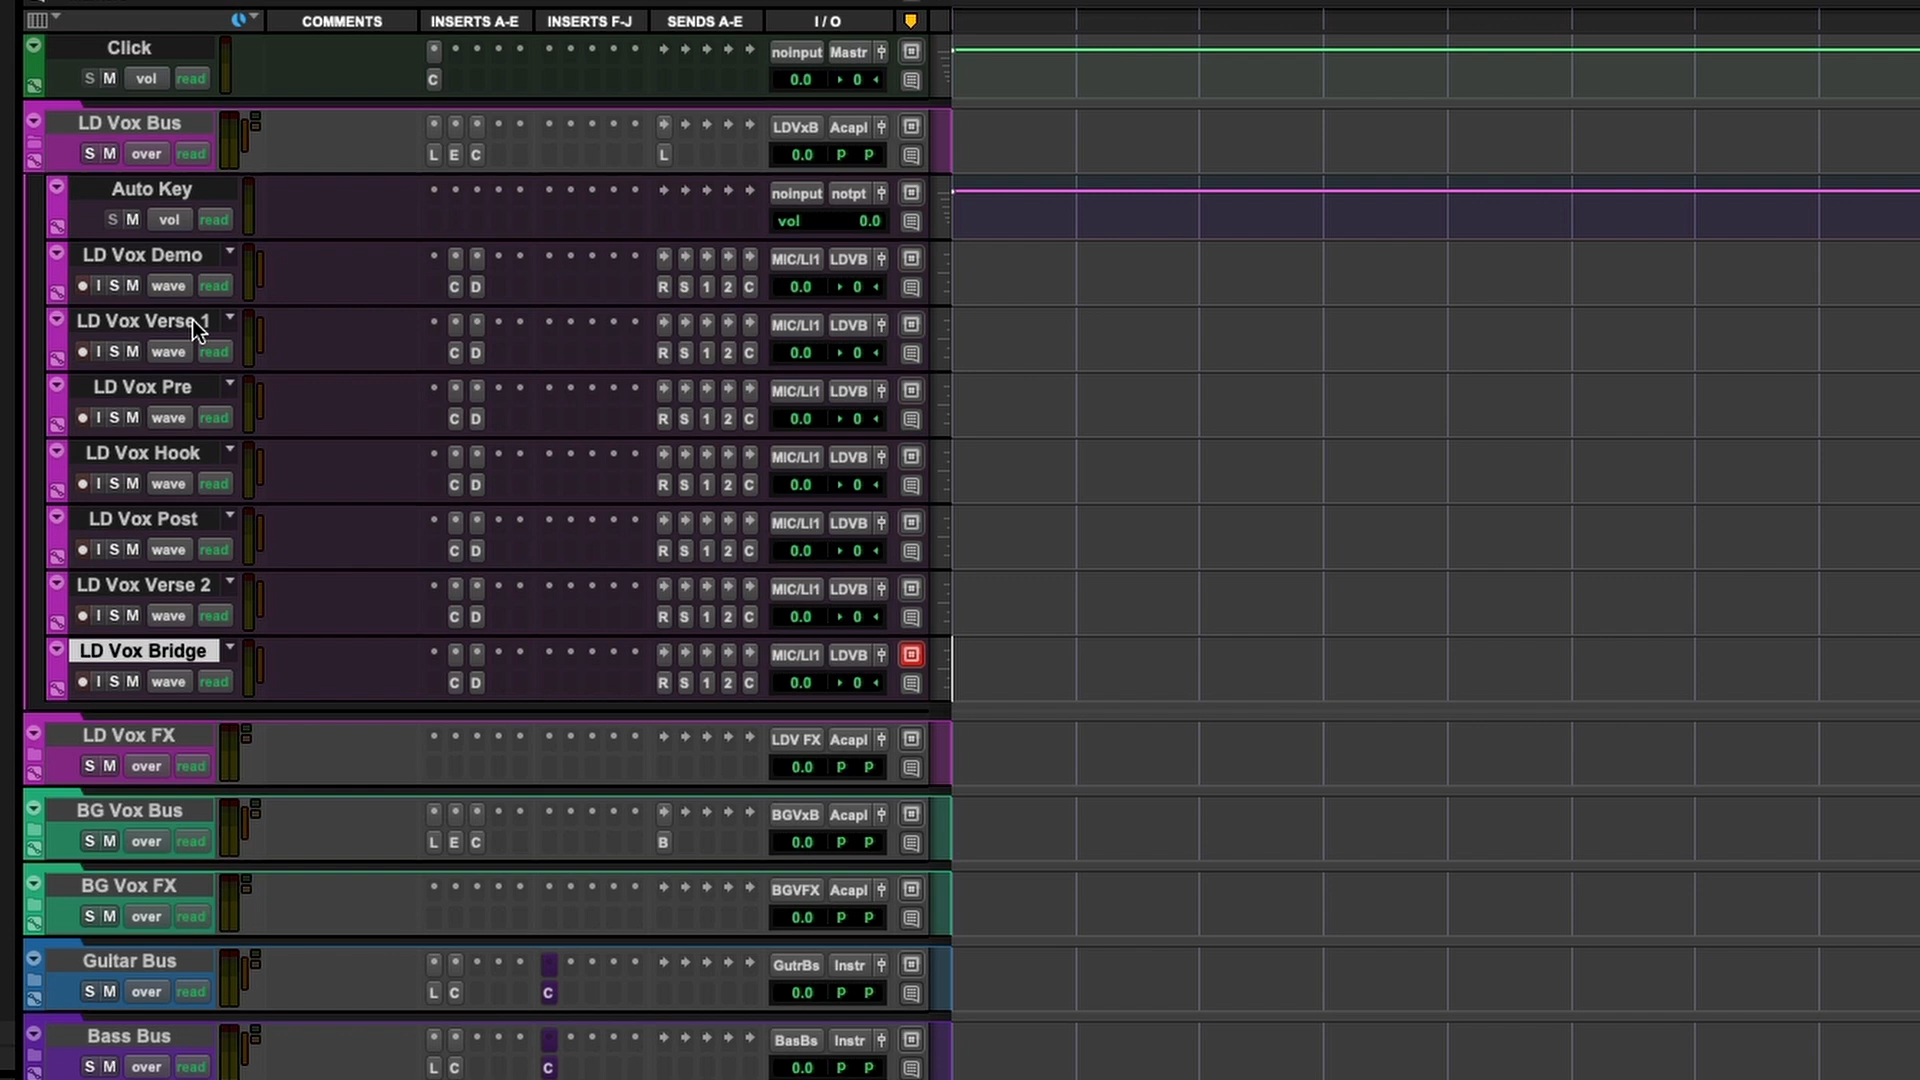 COMMENTS INSERTS A-E INSERTS F-J SENDS A-E I / O
Click noinput Mastr
S M vol read C 0.0 0
LD Vox Bus LDVxB Acapl
S M over read L E C L 0.0 P P
Auto Key noinput notpt
S M vol read vol 0.0
LD Vox Demo MIC/LI1 LDVB
I S M wave read C D R S 1 2 C 0.0 0
LD Vox Verse 1 MIC/LI1 LDVB
I S M wave read C D R S 1 2 C 0.0 0
LD Vox Pre MIC/LI1 LDVB
I S M wave read C D R S 1 2 C 0.0 0
LD Vox Hook MIC/LI1 LDVB
I S M wave read C D R S 1 2 C 0.0 0
LD Vox Post MIC/LI1 LDVB
I S M wave read C D R S 1 2 C 0.0 0
LD Vox Verse 2 MIC/LI1 LDVB
I S M wave read C D R S 1 2 C 0.0 0
LD Vox Bridge MIC/LI1 LDVB
I S M wave read C D R S 1 2 C 0.0 0
LD Vox FX LDV FX Acapl
S M over read 0.0 P P
BG Vox Bus BGVxB Acapl
S M over read L E C B 0.0 P P
BG Vox FX BGVFX Acapl
S M over read 0.0 P P
Guitar Bus GutrBs Instr
S M over read L C C 0.0 P P
Bass Bus BasBs Instr
S M over read L C C 0.0 P P